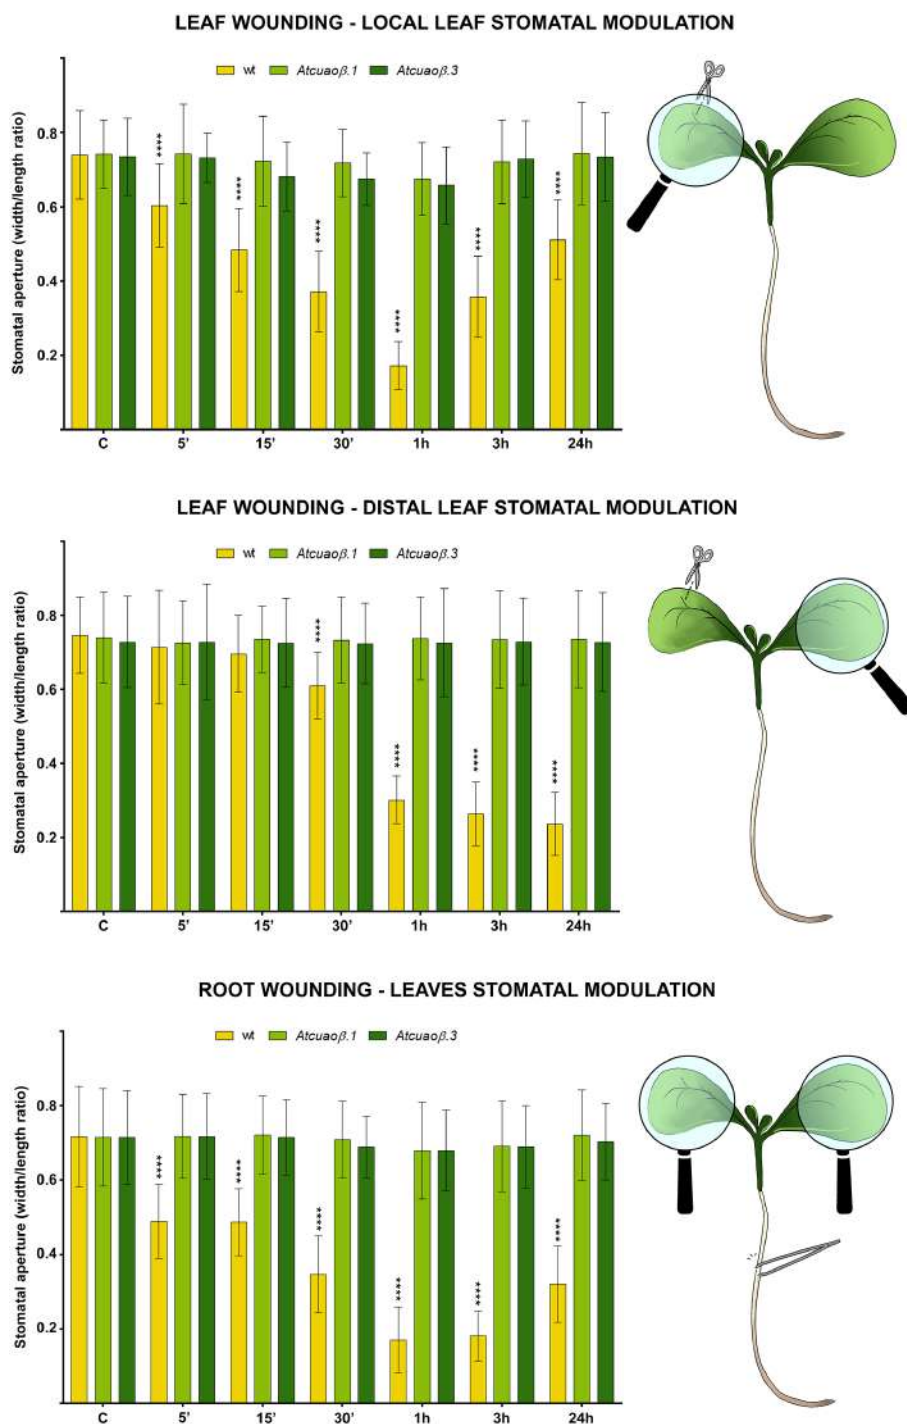 LEAF WOUNDING - LOCAL LEAF STOMATAL MODULATION
wt Atcuaoβ.1 Atcuaoβ.3
Stomatal aperture (width/length ratio)
0.8
0.6
0.4
0.2
**** **** **** **** **** ****
C 5' 15' 30' 1h 3h 24h
LEAF WOUNDING - DISTAL LEAF STOMATAL MODULATION
wt Atcuaoβ.1 Atcuaoβ.3
Stomatal aperture (width/length ratio)
0.8
0.6
0.4
0.2
**** **** **** ****
C 5' 15' 30' 1h 3h 24h
ROOT WOUNDING - LEAVES STOMATAL MODULATION
wt Atcuaoβ.1 Atcuaoβ.3
Stomatal aperture (width/length ratio)
0.8
0.6
0.4
0.2
**** **** **** **** **** ****
C 5' 15' 30' 1h 3h 24h